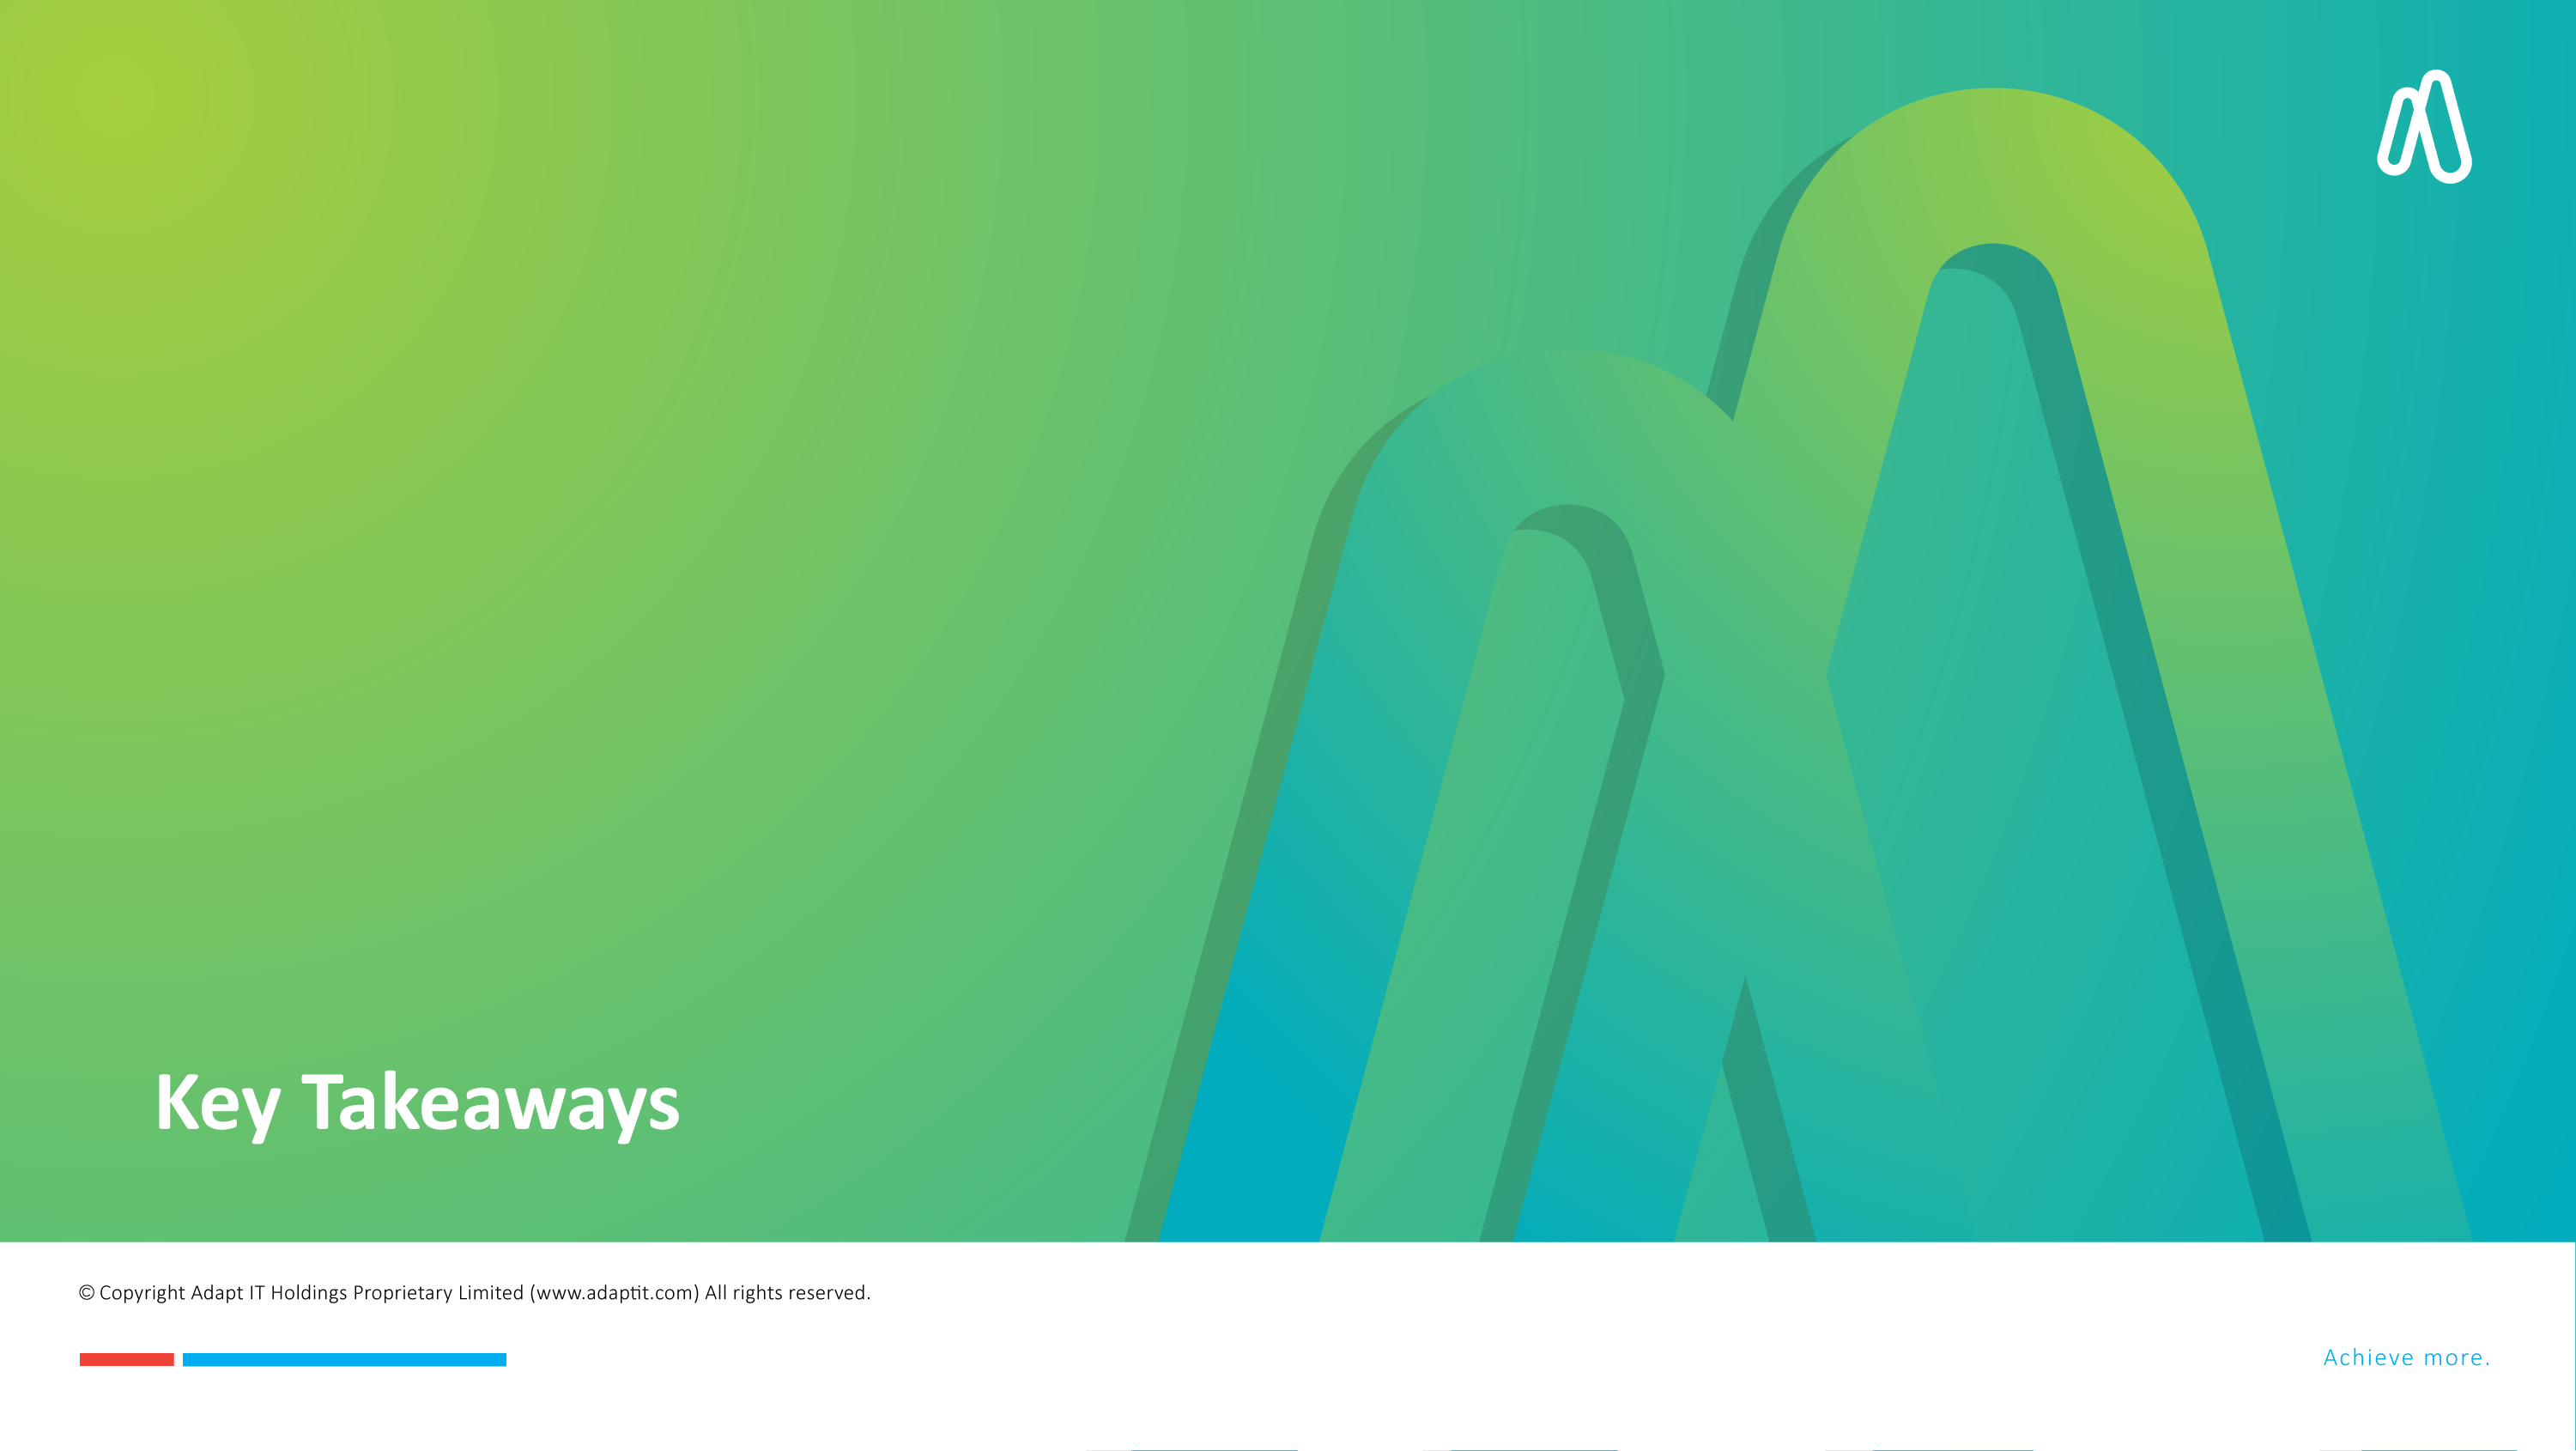 Key Takeaways
© Copyright Adapt IT Holdings Proprietary Limited (www.adaptit.com) All rights reserved.
Achieve more.